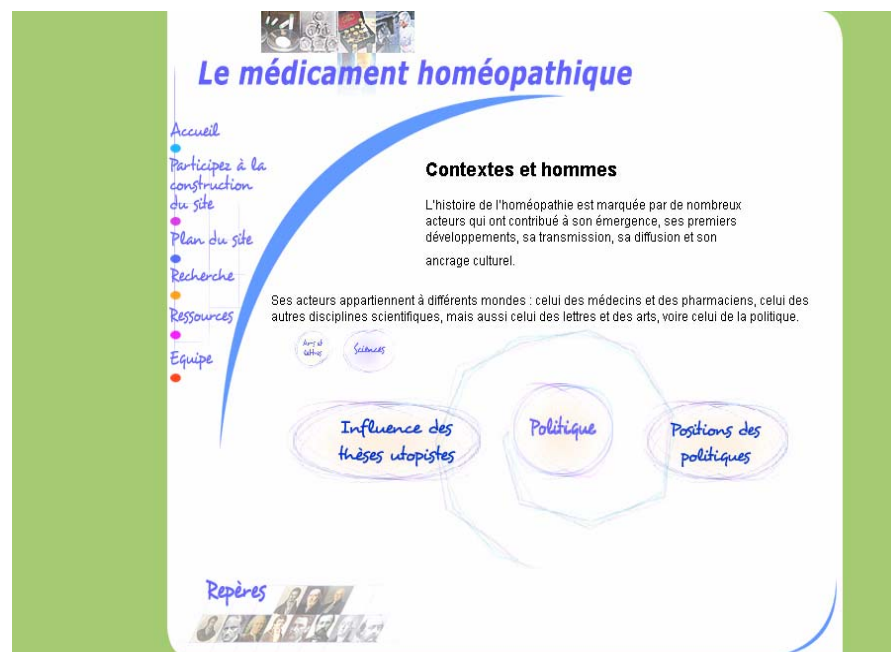 Le médicament homéopathique
Accueil
Participez à la
construction
du site
Plan du site
Recherche
Ressources
Equipe
Contextes et hommes
L'histoire de l'homéopathie est marquée par de nombreux
acteurs qui ont contribué à son émergence, ses premiers
développements, sa transmission, sa diffusion et son
ancrage culturel.
Ses acteurs appartiennent à différents mondes : celui des médecins et des pharmaciens, celui des
autres disciplines scientifiques, mais aussi celui des lettres et des arts, voire celui de la politique.
Arts et
lettres
Sciences
Influence des
thèses utopistes
Politique
Positions des
politiques
Repères